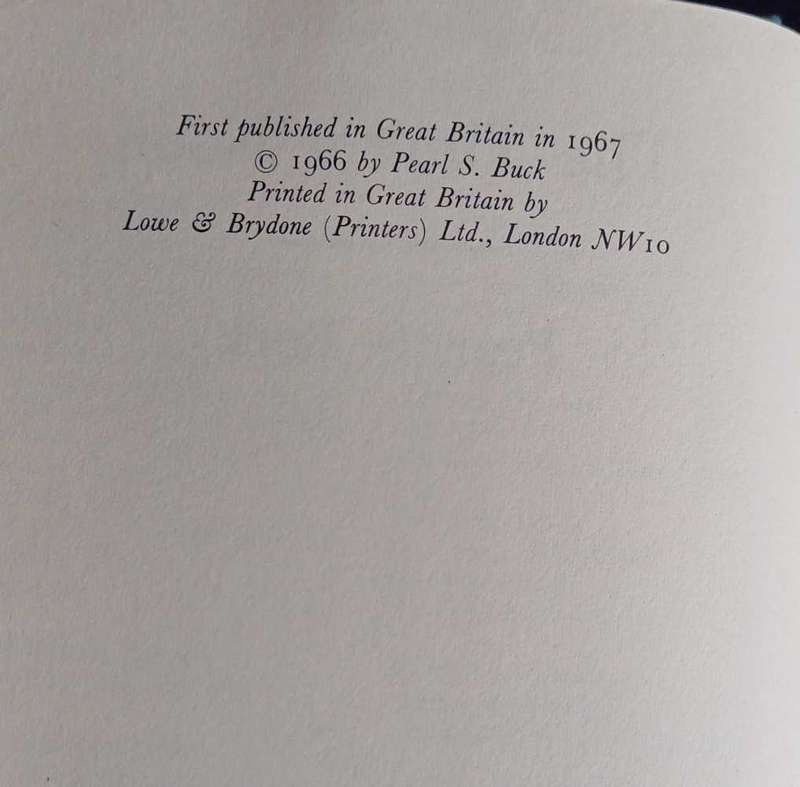 First published in Great Britain in 1967
© 1966 by Pearl S. Buck
Printed in Great Britain by
Lowe & Brydone (Printers) Ltd., London NW10